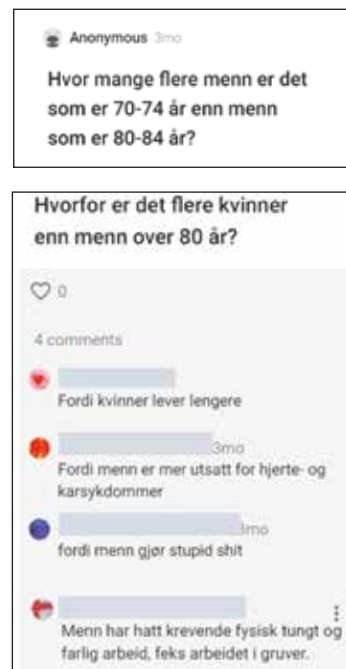 Anonymous 3mo
Hvor mange flere menn er det
som er 70-74 år enn menn
som er 80-84 år?
Hvorfor er det flere kvinner
enn menn over 80 år?
0
4 comments
Fordi kvinner lever lengere
3mo
Fordi menn er mer utsatt for hjerte- og
karsykdommer
3mo
fordi menn gjør stupid shit
Menn har hatt krevende fysisk tungt og
farlig arbeid, feks arbeidet i gruver.